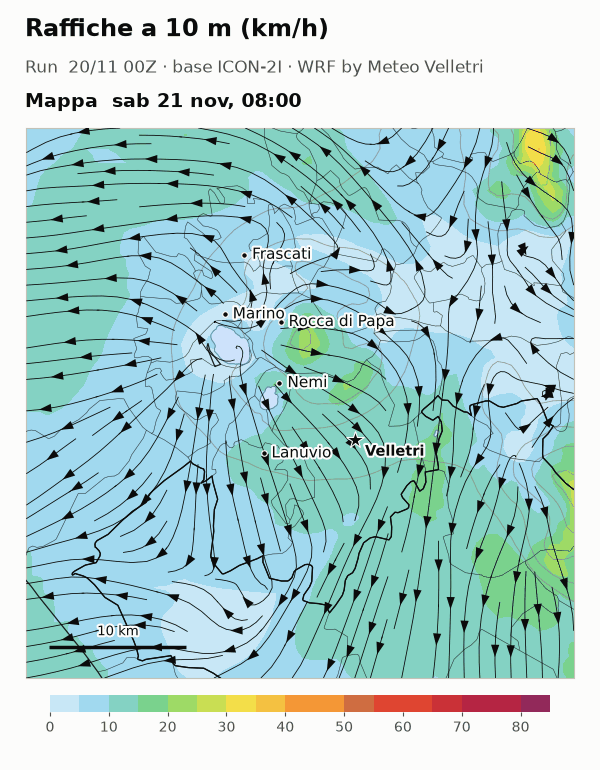 Raffiche a 10 m (km/h)
Run  20/11 00Z · base ICON-2I · WRF by Meteo Velletri
Mappa  sab 21 nov, 08:00
Frascati
Marino
Rocca di Papa
Nemi
Velletri
Lanuvio
10 km
0 10 20 30 40 50 60 70 80